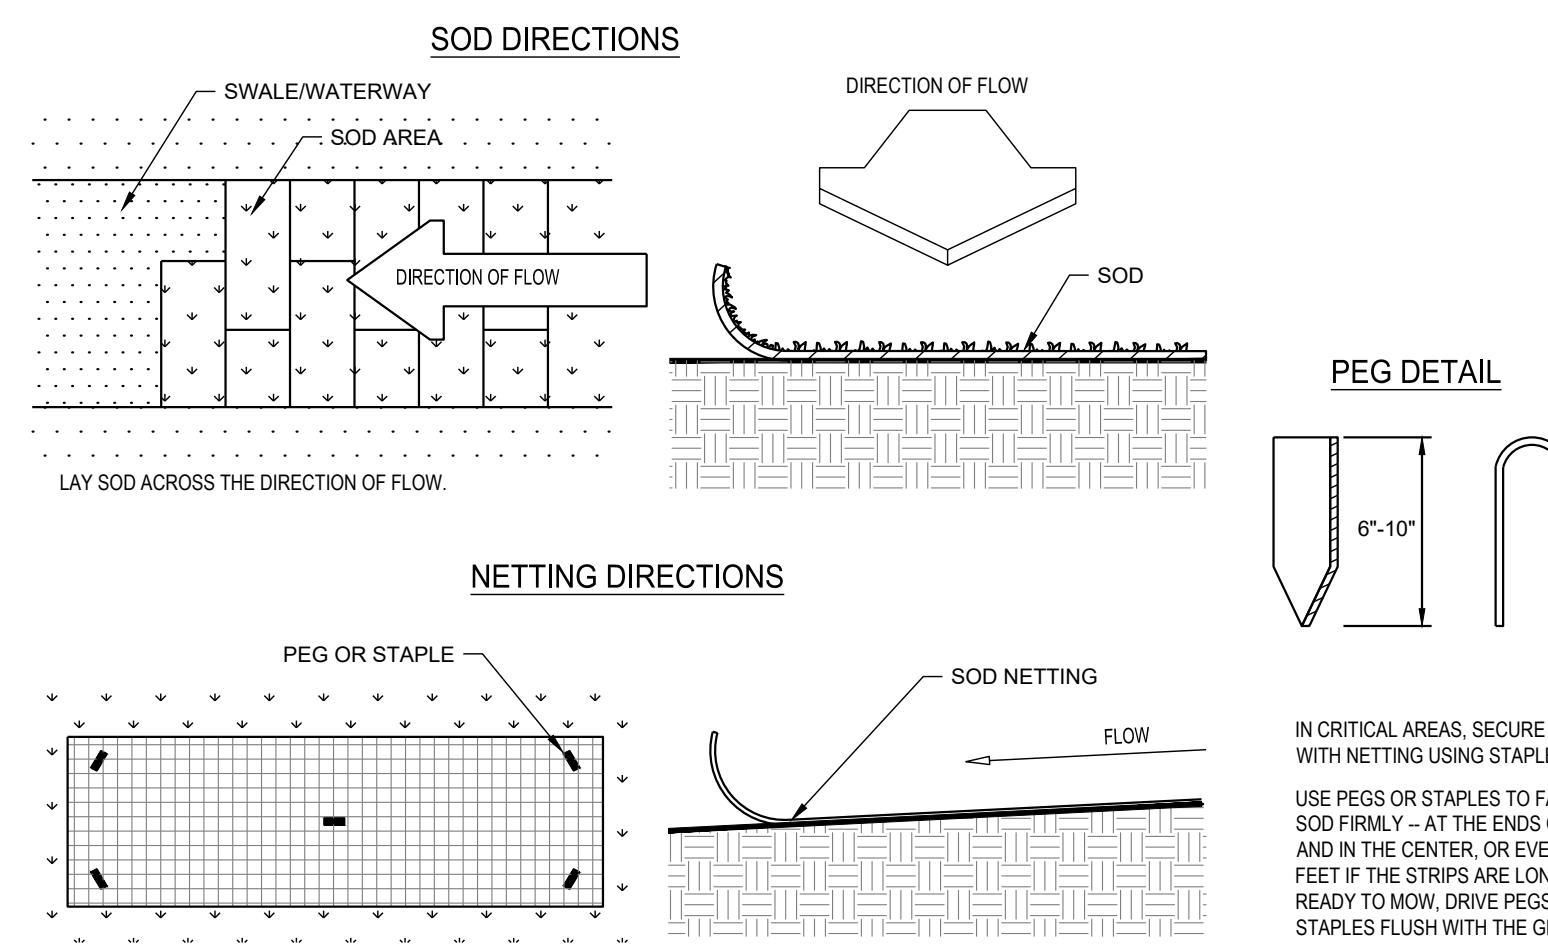 SOD DIRECTIONS
SWALE/WATERWAY
SOD AREA
DIRECTION OF FLOW
LAY SOD ACROSS THE DIRECTION OF FLOW.
DIRECTION OF FLOW
SOD
PEG DETAIL
6"-10"
NETTING DIRECTIONS
PEG OR STAPLE
SOD NETTING
FLOW
IN CRITICAL AREAS, SECURE
WITH NETTING USING
USE PEGS OR STAPLES TO
SOD FIRMLY -- AT THE ENDS
AND IN THE CENTER, OR
FEET IF THE STRIPS ARE
READY TO MOW, DRIVE PEGS
STAPLES FLUSH WITH THE